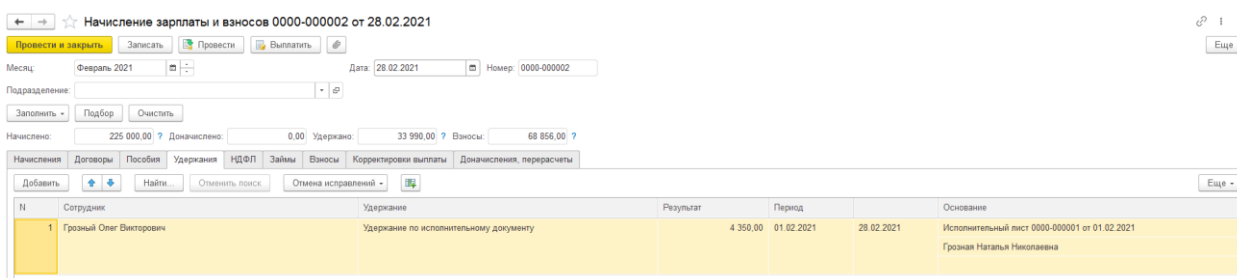 Начисление зарплаты и взносов 0000-000002 от 28.02.2021
Провести и закрыть Записать Провести Выплатить Еще
Месяц: Февраль 2021 Дата: 28.02.2021 Номер: 0000-000002
Подразделение:
Заполнить Подбор Очистить
Начислено: 225 000,00 ? Доначислено: 0,00 Удержано: 33 990,00 ? Взносы: 68 856,00 ?
Начисления Договоры Пособия Удержания НДФЛ Займы Взносы Корректировки выплаты Доначисления, перерасчеты
Добавить Найти... Отменить поиск Отмена исправлений Еще
N Сотрудник Удержание Результат Период Основание
1 Грозный Олег Викторович Удержание по исполнительному документу 4 350,00 01.02.2021 28.02.2021 Исполнительный лист 0000-000001 от 01.02.2021
Грозная Наталья Николаевна